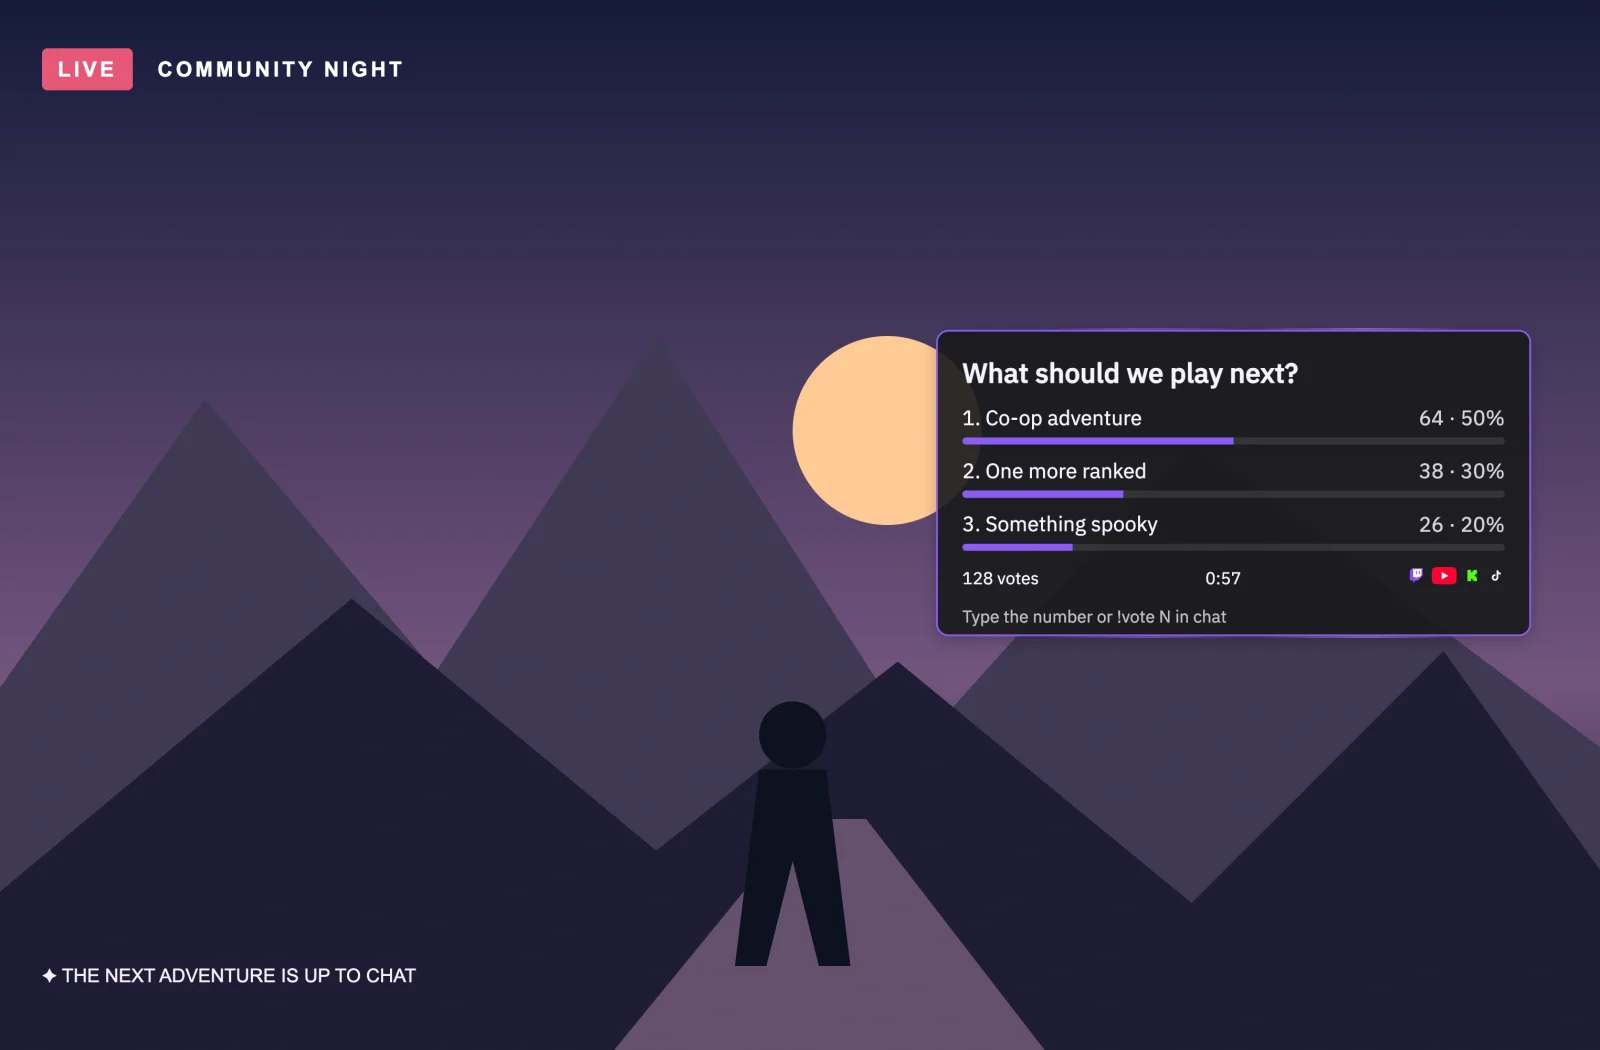 LIVE
COMMUNITY NIGHT
What should we play next?
1. Co-op adventure
64 · 50%
2. One more ranked
38 · 30%
3. Something spooky
26 · 20%
128 votes
0:57
Type the number or !vote N in chat
✦ THE NEXT ADVENTURE IS UP TO CHAT